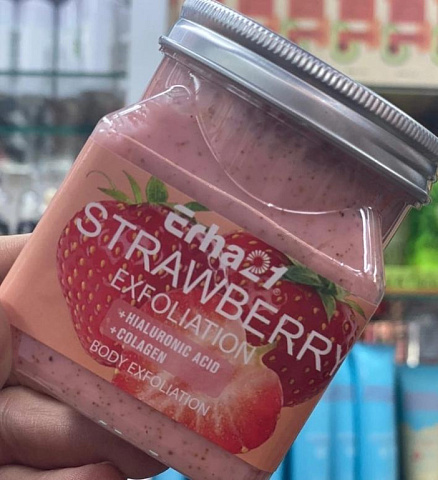 Erha21
STRAWBERRY
EXFOLIATION
+HIALURONIC ACID
+COLAGEN
BODY EXFOLIATION